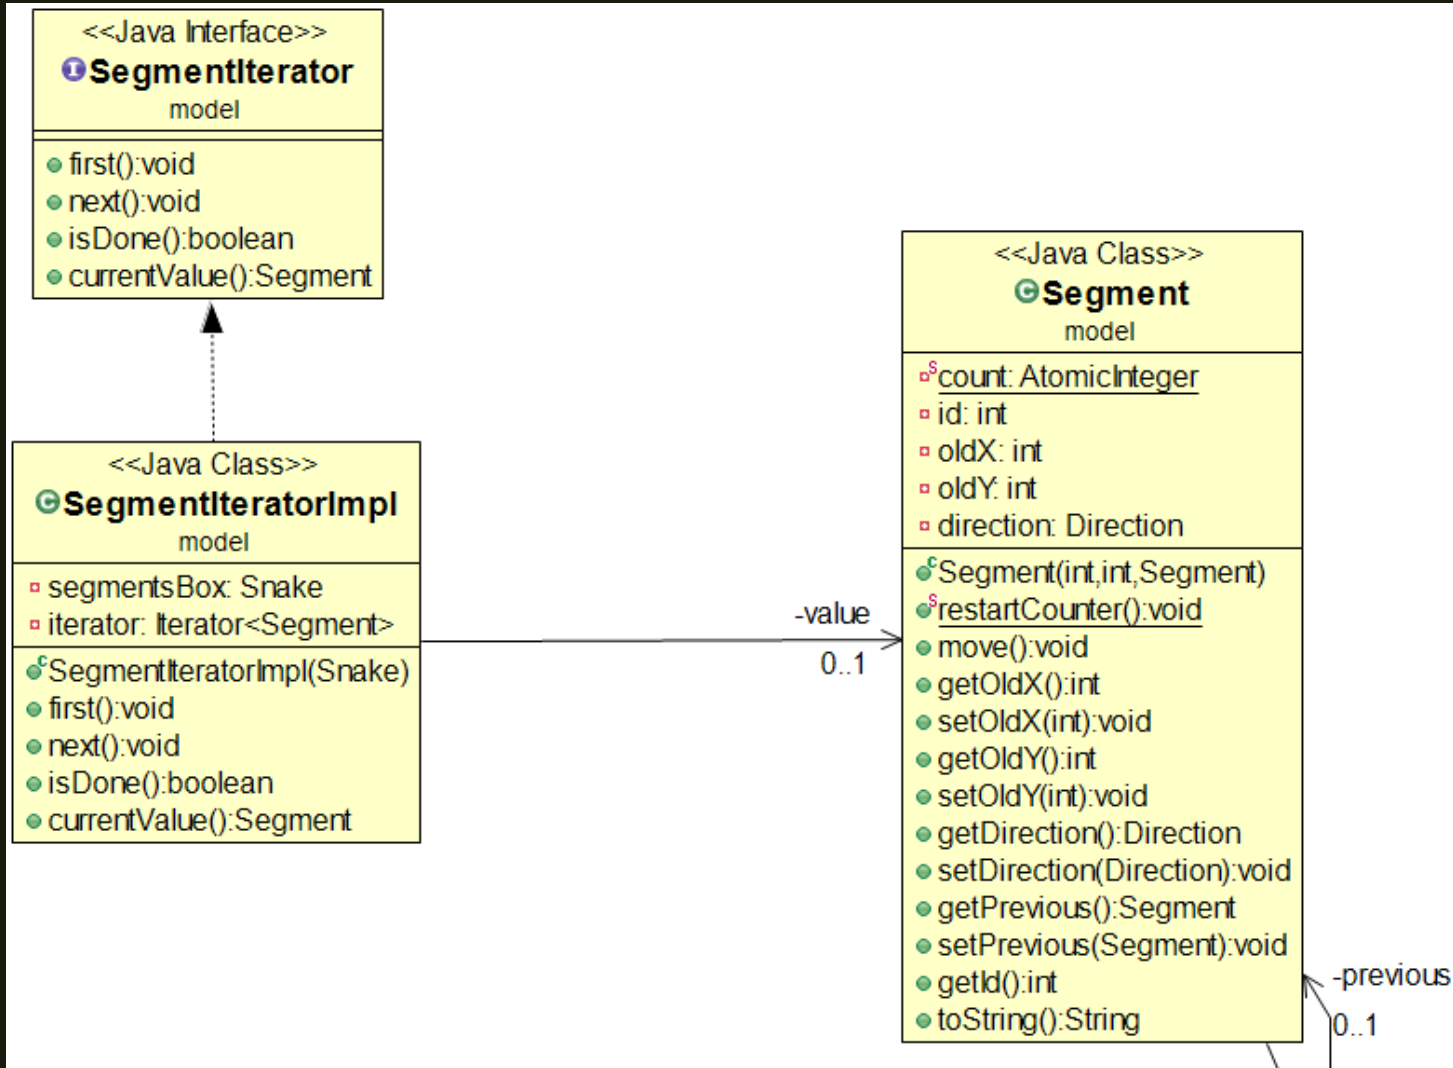 <<Java Interface>>
SegmentIterator
model
first():void
next():void
isDone():boolean
currentValue():Segment
<<Java Class>>
SegmentIteratorImpl
model
segmentsBox: Snake
iterator: Iterator<Segment>
SegmentIteratorImpl(Snake)
first():void
next():void
isDone():boolean
currentValue():Segment
-value
0..1
<<Java Class>>
Segment
model
count: AtomicInteger
id: int
oldX: int
oldY: int
direction: Direction
Segment(int,int,Segment)
restartCounter():void
move():void
getOldX():int
setOldX(int):void
getOldY():int
setOldY(int):void
getDirection():Direction
setDirection(Direction):void
getPrevious():Segment
setPrevious(Segment):void
getId():int
toString():String
-previous
0..1